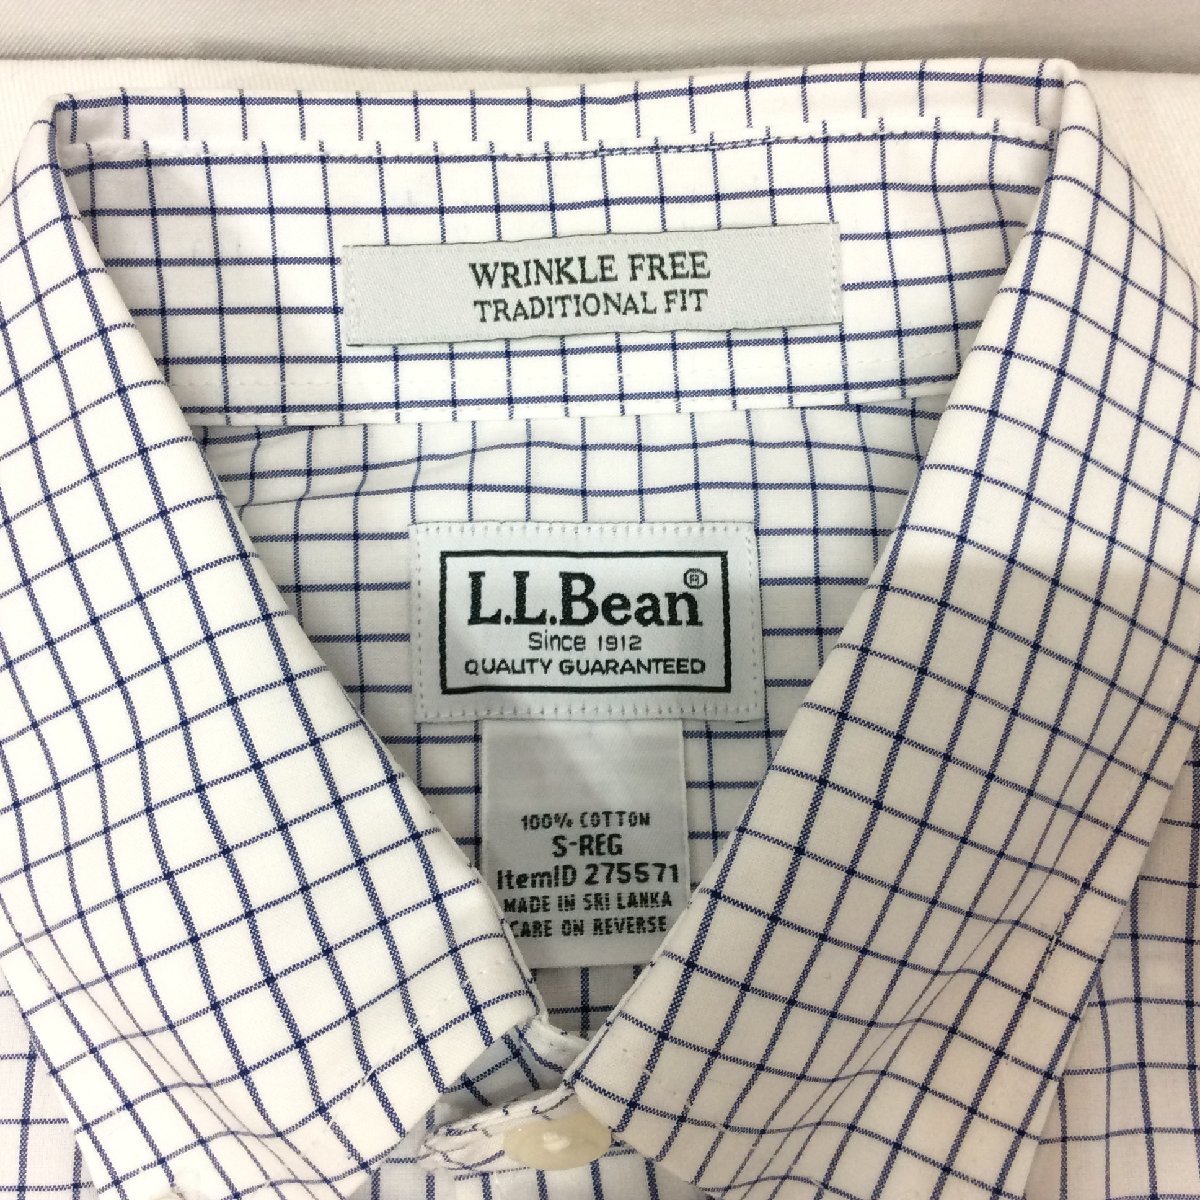 WRINKLE FREE
TRADITIONAL FIT
L.L.Bean®
Since 1912
QUALITY GUARANTEED
100% COTTON
S-REG
ItemID 275571
MADE IN SRI LANKA
CARE ON REVERSE